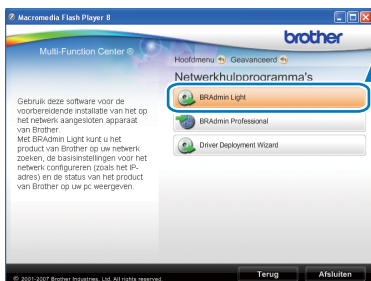 Macromedia Flash Player 8
brother
Multi-Function Center ®
Hoofdmenu Geavanceerd
Netwerkhulpprogramma's
BRAdmin Light
BRAdmin Professional
Driver Deployment Wizard
Gebruik deze software voor de
voorbereidende installatie van het op
het netwerk aangesloten apparaat
van Brother.
Met BRAdmin Light kunt u het
product van Brother op uw netwerk
zoeken, de basisinstellingen voor het
netwerk configureren (zoals het IP-
adres) en de status van het product
van Brother op uw pc weergeven.
© 2001-2007 Brother Industries, Ltd. All rights reserved.
Terug Afsluiten